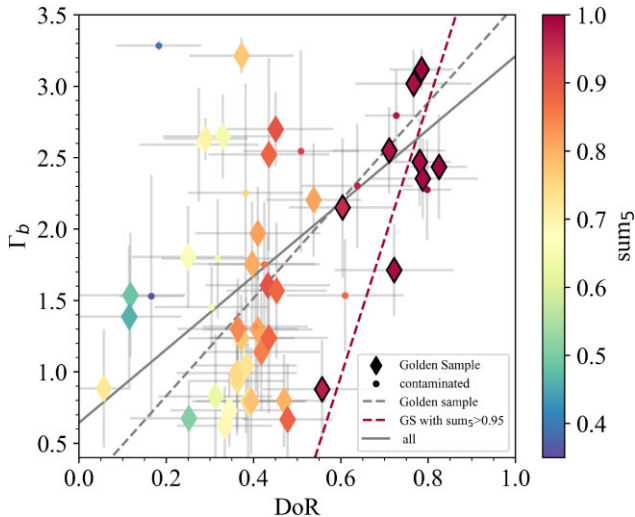 3.5
3.0
2.5
2.0
1.5
1.0
0.5
Γb
0.0
0.2
0.4
0.6
0.8
1.0
DoR
Golden Sample
contaminated
Golden sample
GS with sum5>0.95
all
1.0
0.9
0.8
0.7
0.6
0.5
0.4
sum5